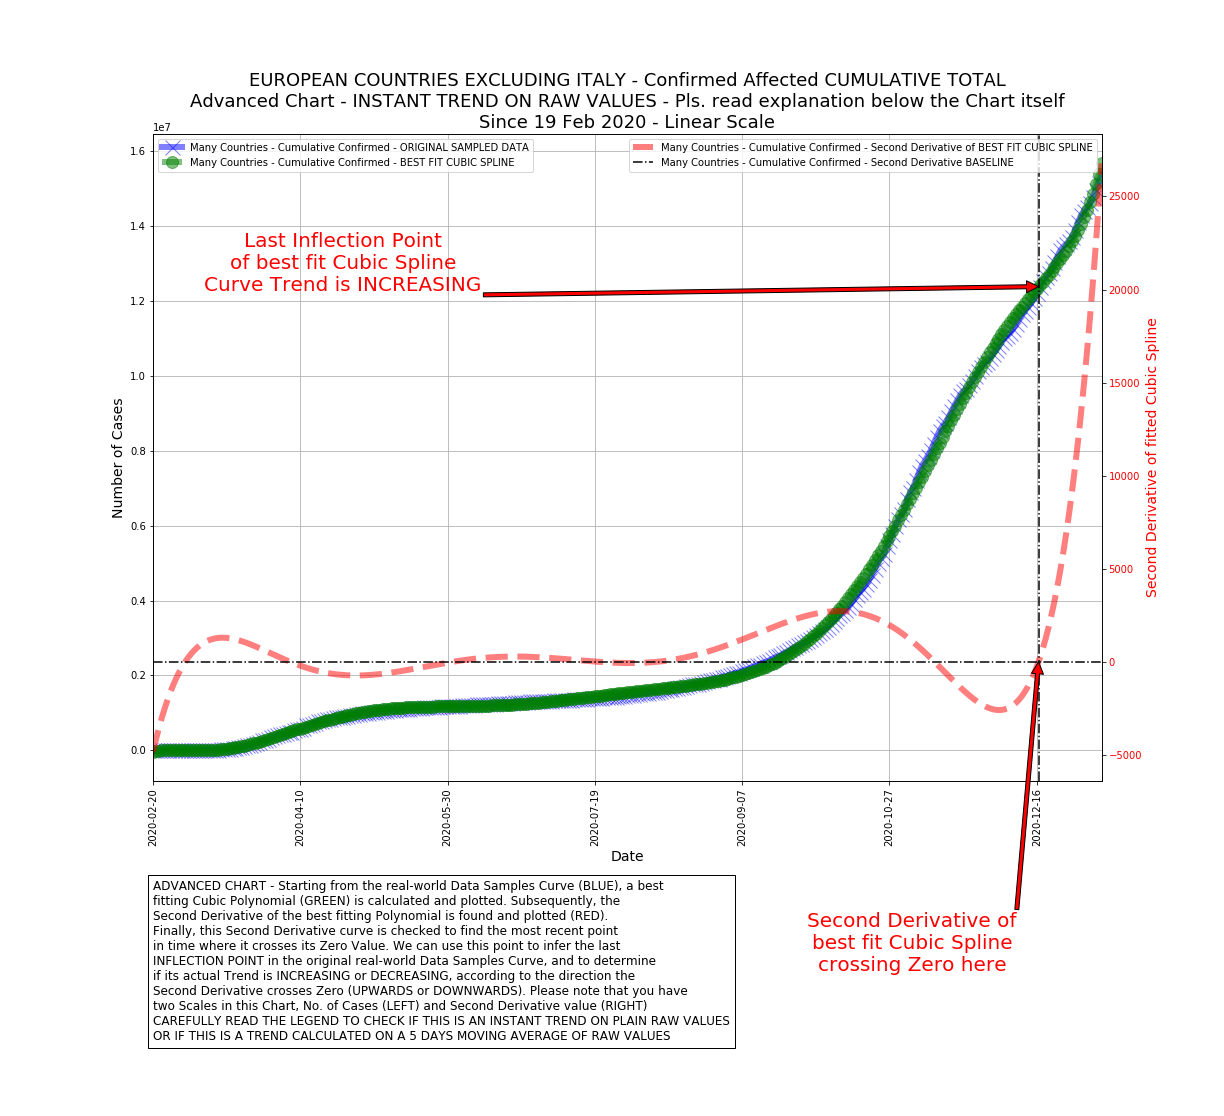 EUROPEAN COUNTRIES EXCLUDING ITALY - Confirmed Affected CUMULATIVE TOTAL
Advanced Chart - INSTANT TREND ON RAW VALUES - Pls. read explanation below the Chart itself
Since 19 Feb 2020 - Linear Scale
1e7
Many Countries - Cumulative Confirmed - ORIGINAL SAMPLED DATA
Many Countries - Cumulative Confirmed - BEST FIT CUBIC SPLINE
Many Countries - Cumulative Confirmed - Second Derivative of BEST FIT CUBIC SPLINE
Many Countries - Cumulative Confirmed - Second Derivative BASELINE
Last Inflection Point
of best fit Cubic Spline
Curve Trend is INCREASING
Number of Cases
1.6
1.4
1.2
1.0
0.8
0.6
0.4
0.2
0.0
25000
20000
15000
10000
5000
0
−5000
Second Derivative of fitted Cubic Spline
2020-02-20
2020-04-10
2020-05-30
2020-07-19
2020-09-07
2020-10-27
2020-12-16
Date
ADVANCED CHART - Starting from the real-world Data Samples Curve (BLUE), a best
fitting Cubic Polynomial (GREEN) is calculated and plotted. Subsequently, the
Second Derivative of the best fitting Polynomial is found and plotted (RED).
Finally, this Second Derivative curve is checked to find the most recent point
in time where it crosses its Zero Value. We can use this point to infer the last
INFLECTION POINT in the original real-world Data Samples Curve, and to determine
if its actual Trend is INCREASING or DECREASING, according to the direction the
Second Derivative crosses Zero (UPWARDS or DOWNWARDS). Please note that you have
two Scales in this Chart, No. of Cases (LEFT) and Second Derivative value (RIGHT)
CAREFULLY READ THE LEGEND TO CHECK IF THIS IS AN INSTANT TREND ON PLAIN RAW VALUES
OR IF THIS IS A TREND CALCULATED ON A 5 DAYS MOVING AVERAGE OF RAW VALUES
Second Derivative of
best fit Cubic Spline
crossing Zero here